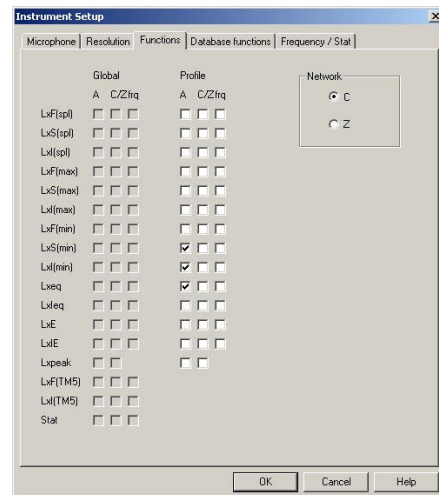 Instrument Setup
Microphone Resolution Functions Database functions Frequency / Stat
Global Profile Network
A C/Zfrq A C/Zfrq C
LxF(spl) Z
LxS(spl)
LxI(spl)
LxF(max)
LxS(max)
LxI(max)
LxF(min)
LxS(min)
LxI(min)
Lxeq
LxIeq
LxE
LxIE
Lxpeak
LxF(TM5)
LxI(TM5)
Stat
OK Cancel Help